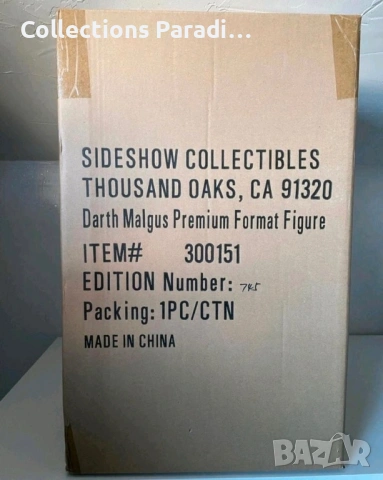 Collections Paradi...
SIDESHOW COLLECTIBLES
THOUSAND OAKS, CA 91320
Darth Malgus Premium Format Figure
ITEM# 300151
EDITION Number: 745
Packing: 1PC/CTN
MADE IN CHINA
BAZAR